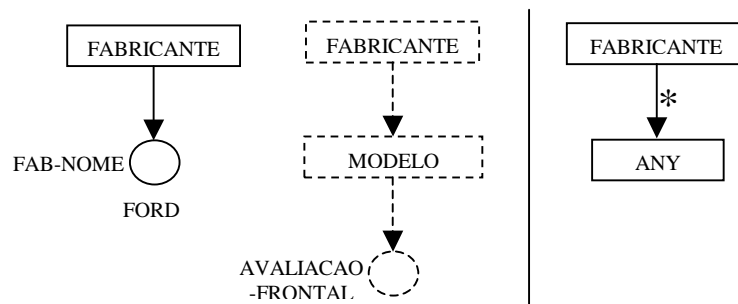 FABRICANTE
FAB-NOME
FORD
FABRICANTE
MODELO
AVALIACAO
-FRONTAL
FABRICANTE
*
ANY